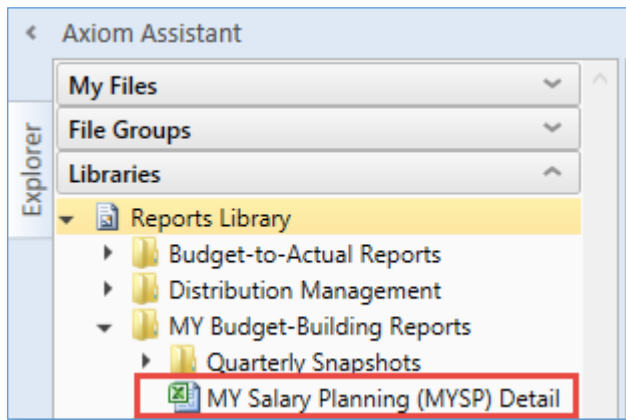 Axiom Assistant
My Files
File Groups
Libraries
Explorer
Reports Library
Budget-to-Actual Reports
Distribution Management
MY Budget-Building Reports
Quarterly Snapshots
MY Salary Planning (MYSP) Detail